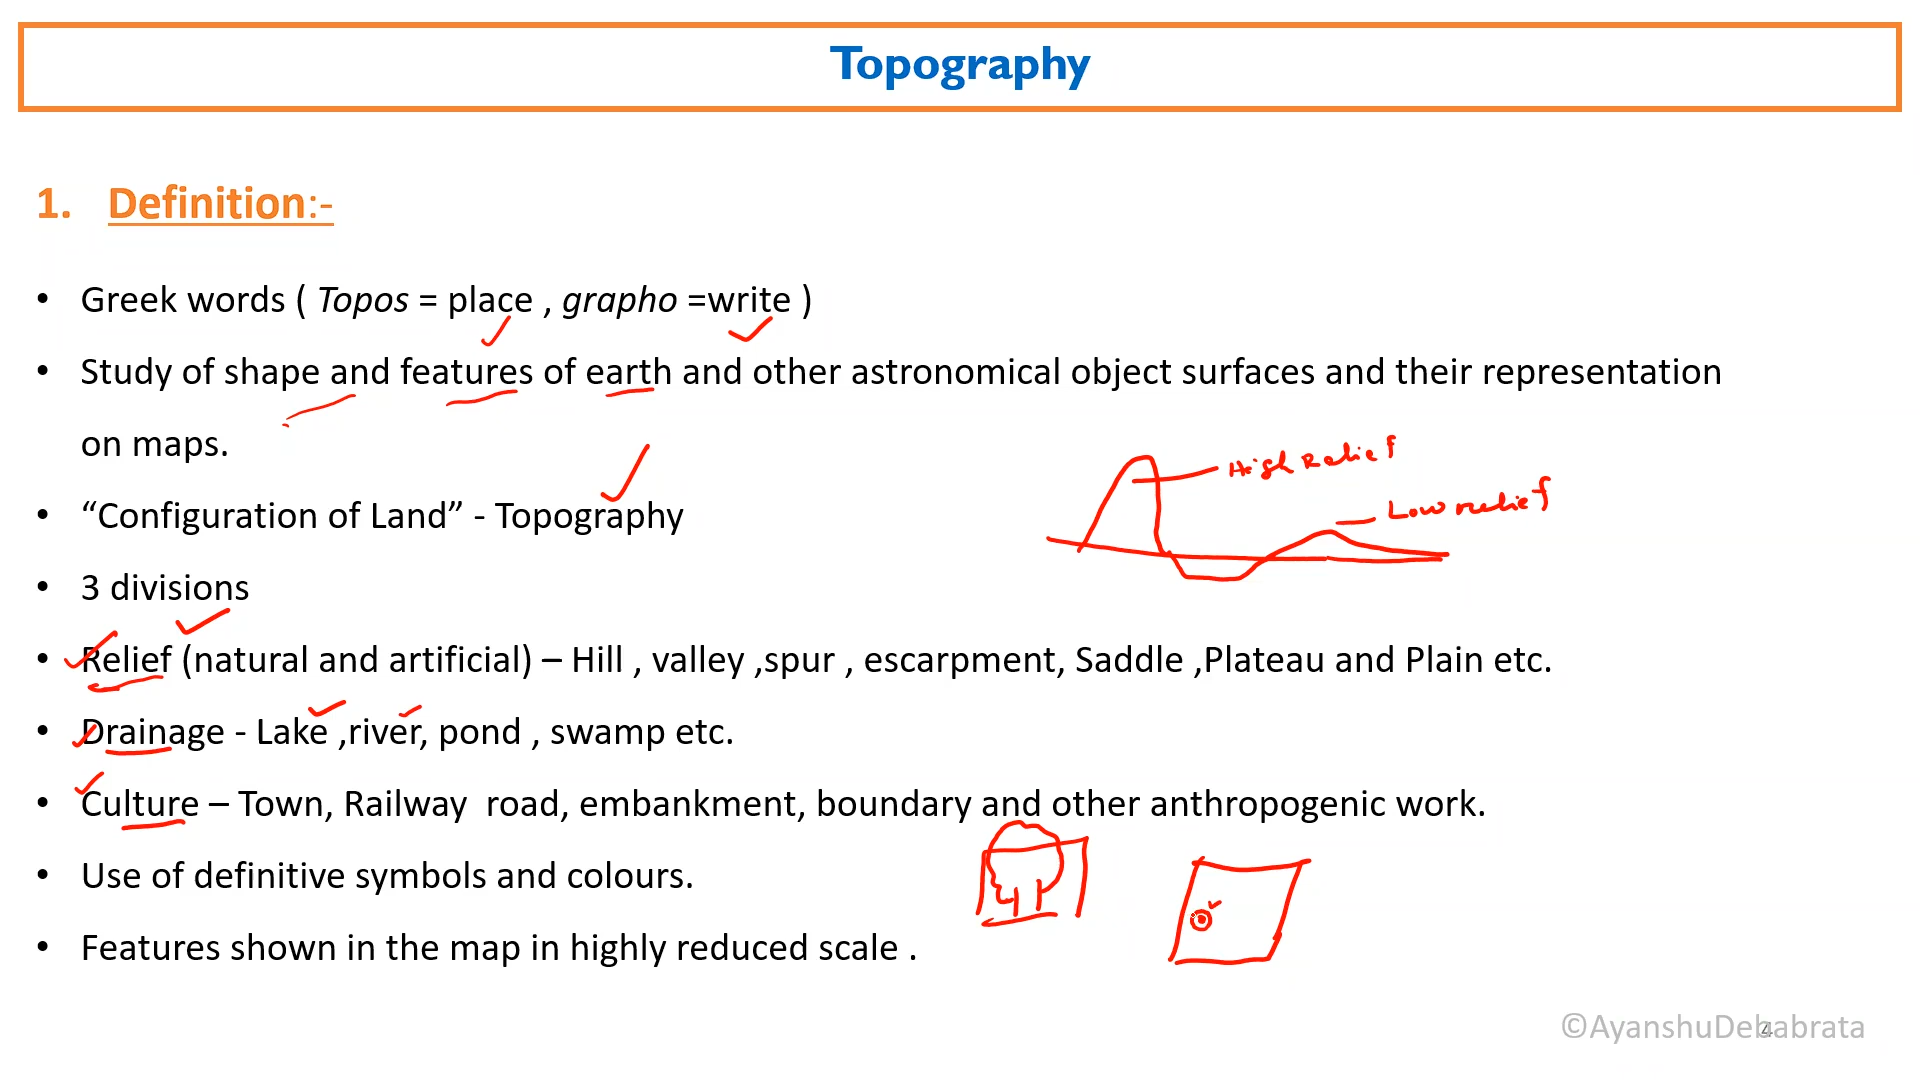 Topography
1. Definition:-
• Greek words ( Topos = place , grapho =write )
• Study of shape and features of earth and other astronomical object surfaces and their representation
on maps.
High Relief
Low relief
• “Configuration of Land” - Topography
• 3 divisions
• Relief (natural and artificial) – Hill , valley ,spur , escarpment, Saddle ,Plateau and Plain etc.
• Drainage - Lake ,river, pond , swamp etc.
• Culture – Town, Railway road, embankment, boundary and other anthropogenic work.
• Use of definitive symbols and colours.
• Features shown in the map in highly reduced scale .
©AyanshuDebabrata
4